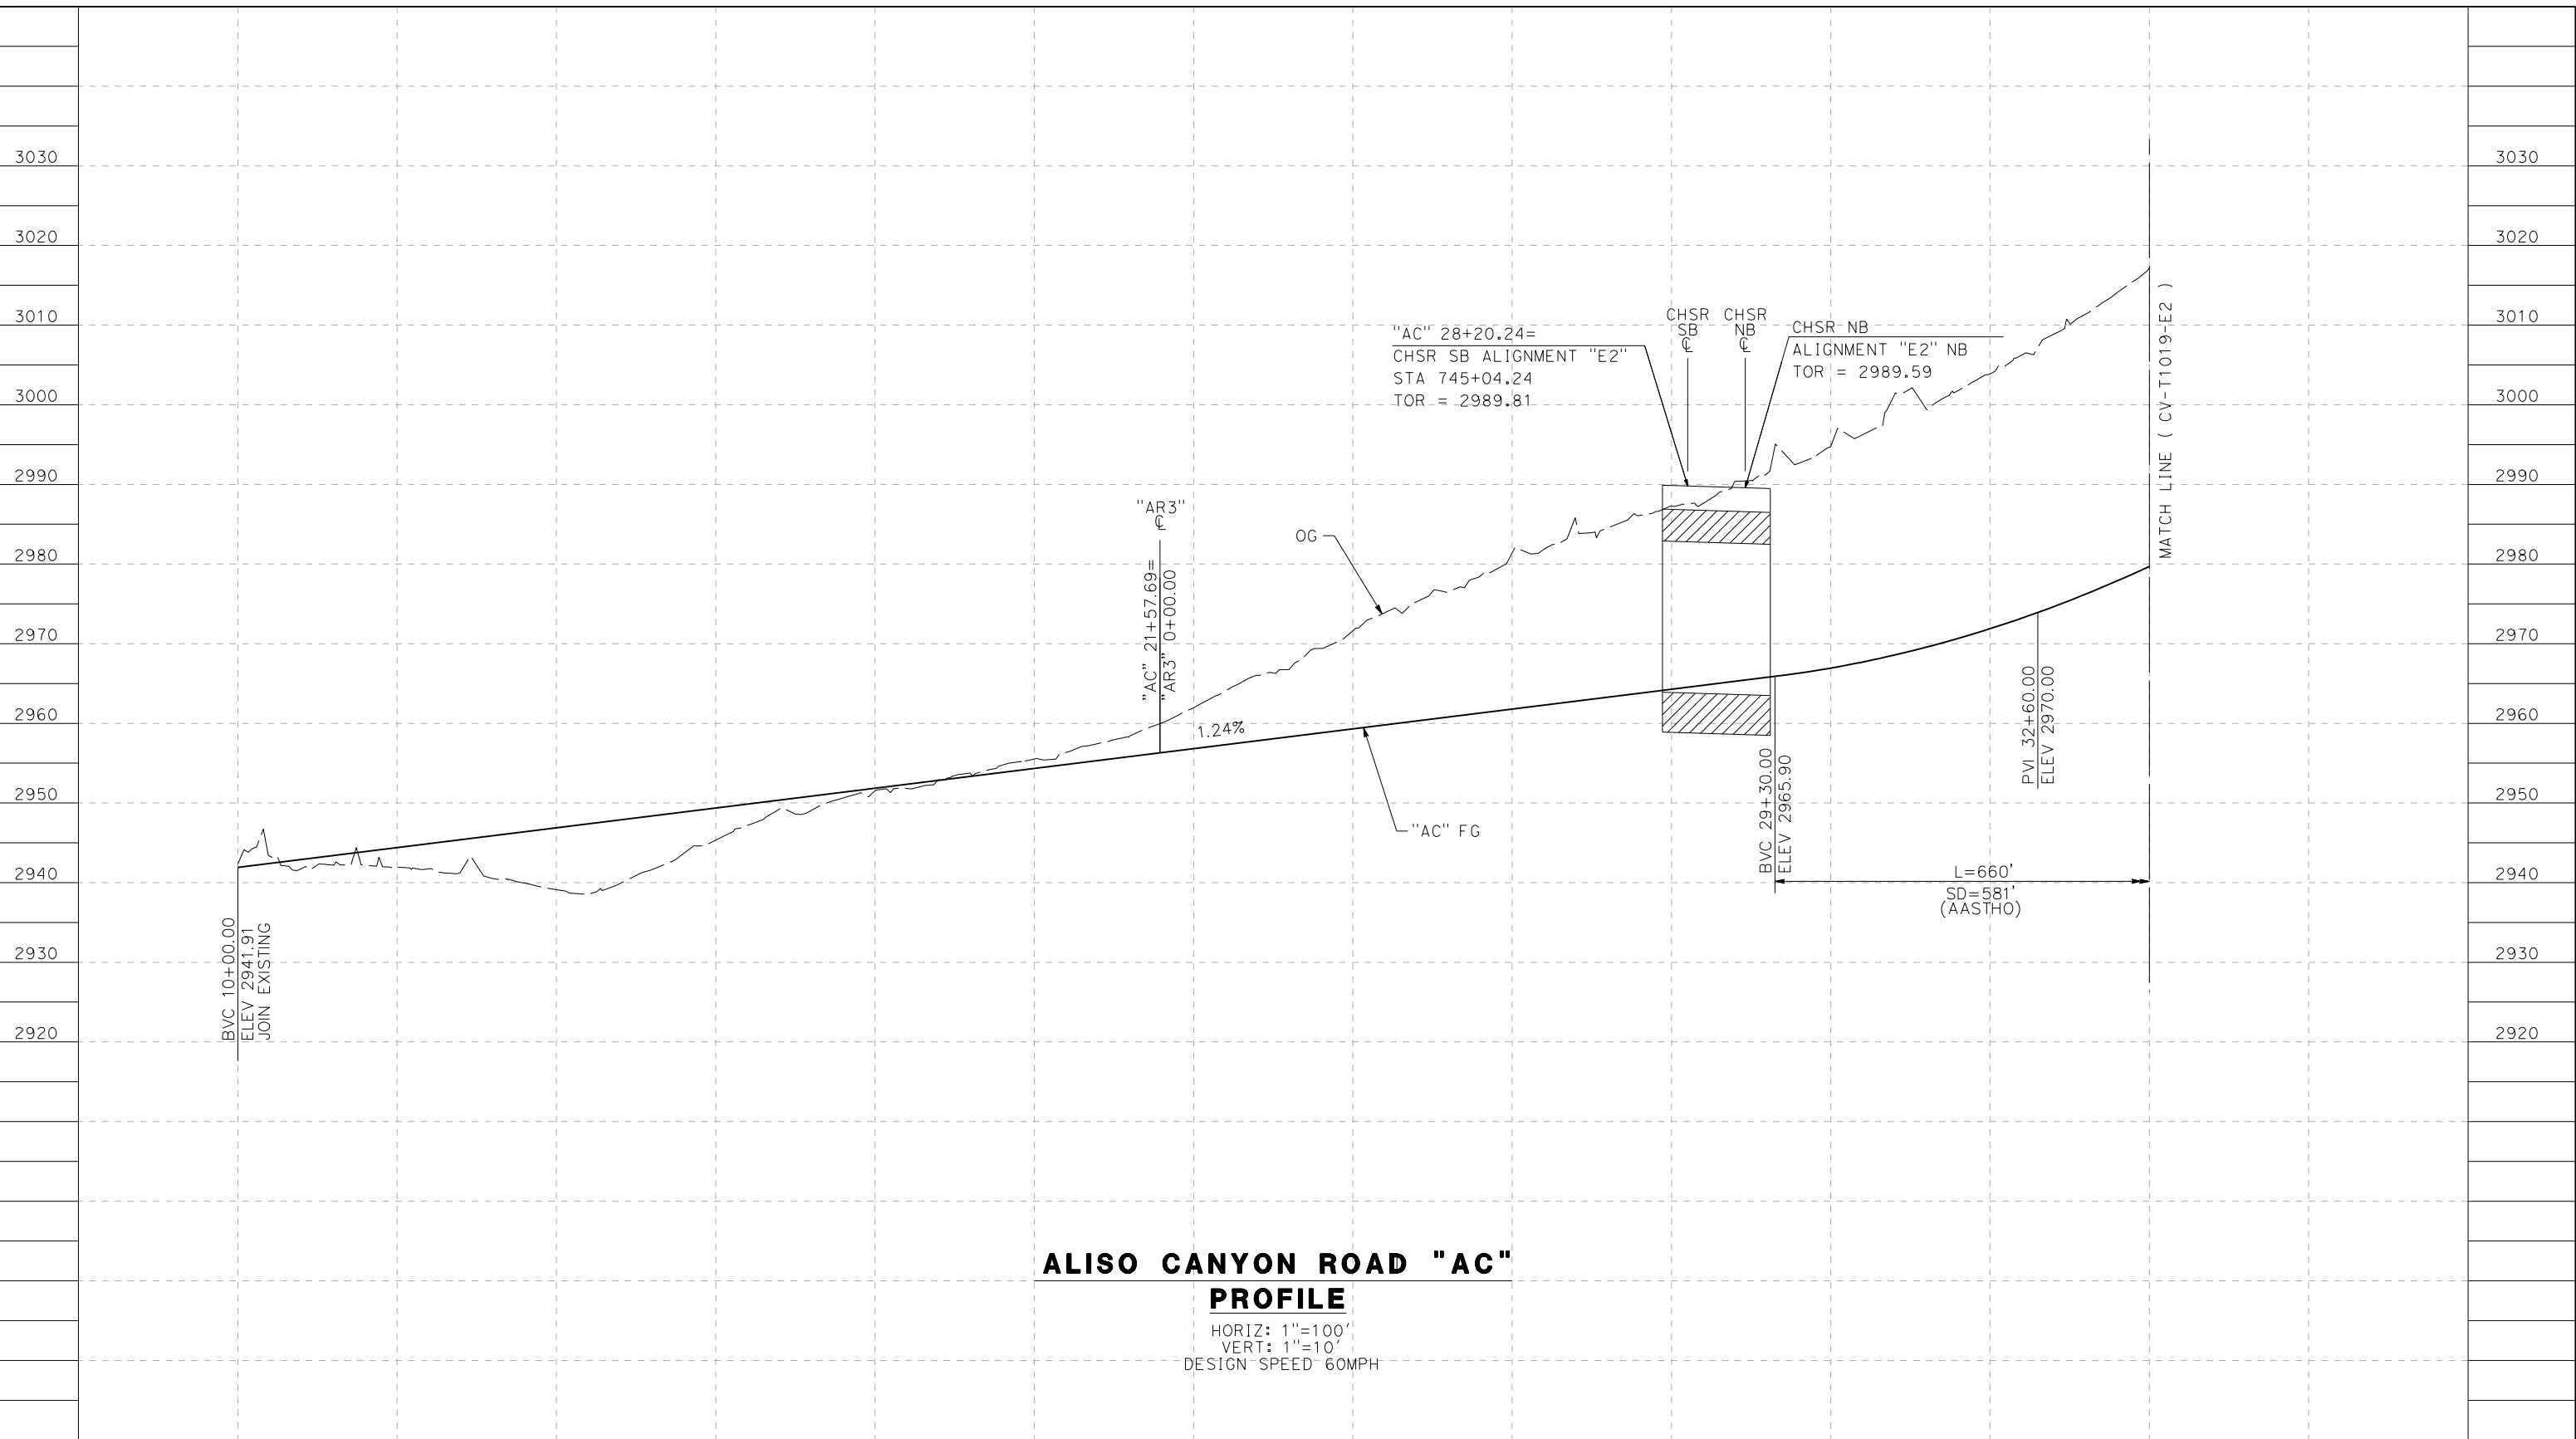 3030
3020
3010
3000
2990
2980
2970
2960
2950
2940
2930
2920
"AC" 28+20.24=
CHSR SB ALIGNMENT "E2"
STA 745+04.24
TOR = 2989.81
CHSR
SB
℄
CHSR
NB
℄
CHSR NB
ALIGNMENT "E2" NB
TOR = 2989.59
MATCH LINE ( CV-T1019-E2 )
"AR3"
℄
"AC" 21+57.69=
"AR3" 0+00.00
OG
1.24%
"AC" FG
BVC 10+00.00
ELEV 2941.91
JOIN EXISTING
BVC 29+30.00
ELEV 2965.90
PVI 32+60.00
ELEV 2970.00
L=660'
SD=581'
(AASTHO)
3030
3020
3010
3000
2990
2980
2970
2960
2950
2940
2930
2920
ALISO CANYON ROAD "AC"
PROFILE
HORIZ: 1"=100'
VERT: 1"=10'
DESIGN SPEED 60MPH